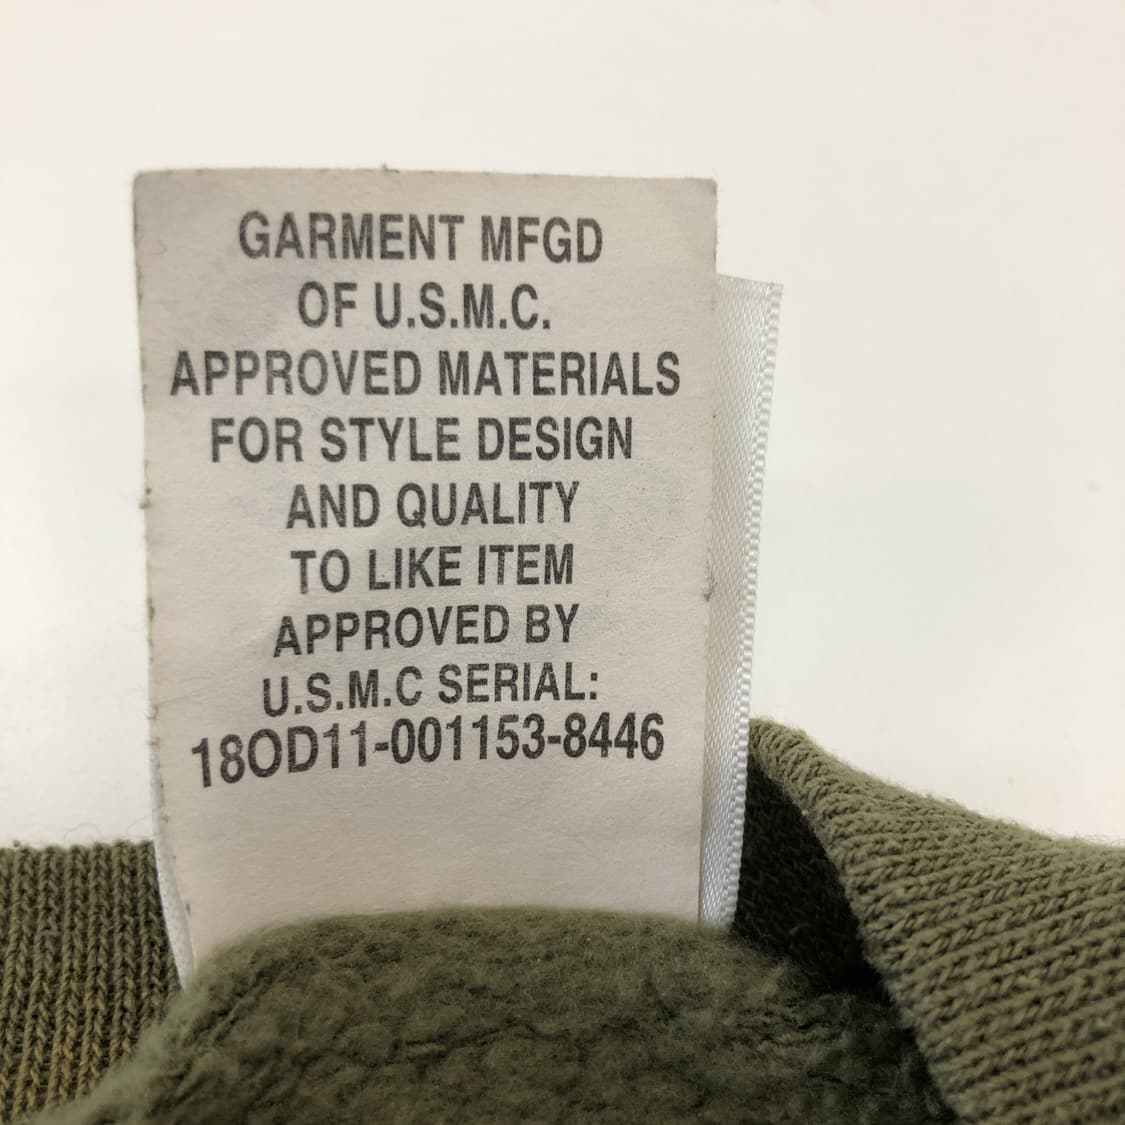 GARMENT MFGD
OF U.S.M.C.
APPROVED MATERIALS
FOR STYLE DESIGN
AND QUALITY
TO LIKE ITEM
APPROVED BY
U.S.M.C SERIAL:
18OD11-001153-8446